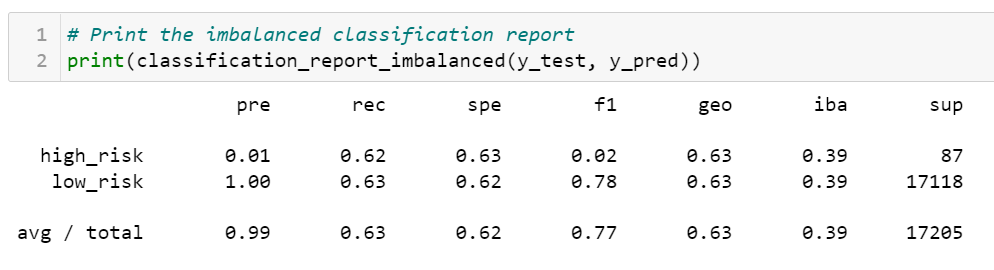 1 # Print the imbalanced classification report
2 print(classification_report_imbalanced(y_test, y_pred))
pre rec spe f1 geo iba sup
high_risk 0.01 0.62 0.63 0.02 0.63 0.39 87
low_risk 1.00 0.63 0.62 0.78 0.63 0.39 17118
avg / total 0.99 0.63 0.62 0.77 0.63 0.39 17205